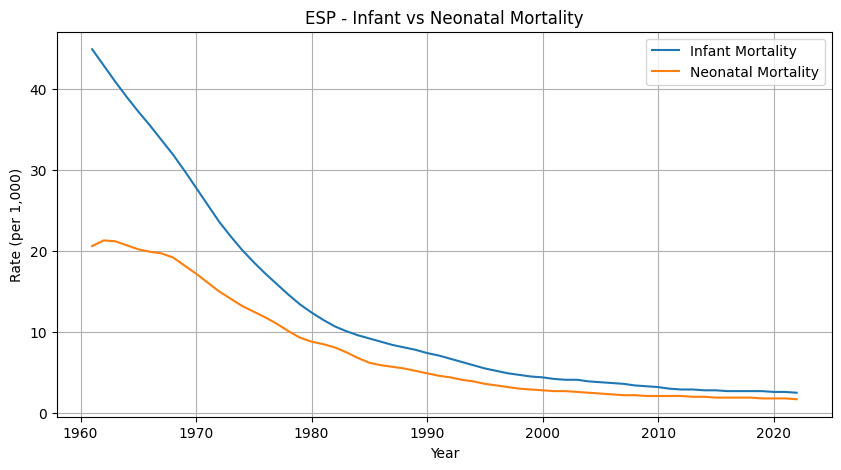 ESP - Infant vs Neonatal Mortality
Infant Mortality
Neonatal Mortality
Rate (per 1,000)
40
30
20
10
0
1960 1970 1980 1990 2000 2010 2020
Year